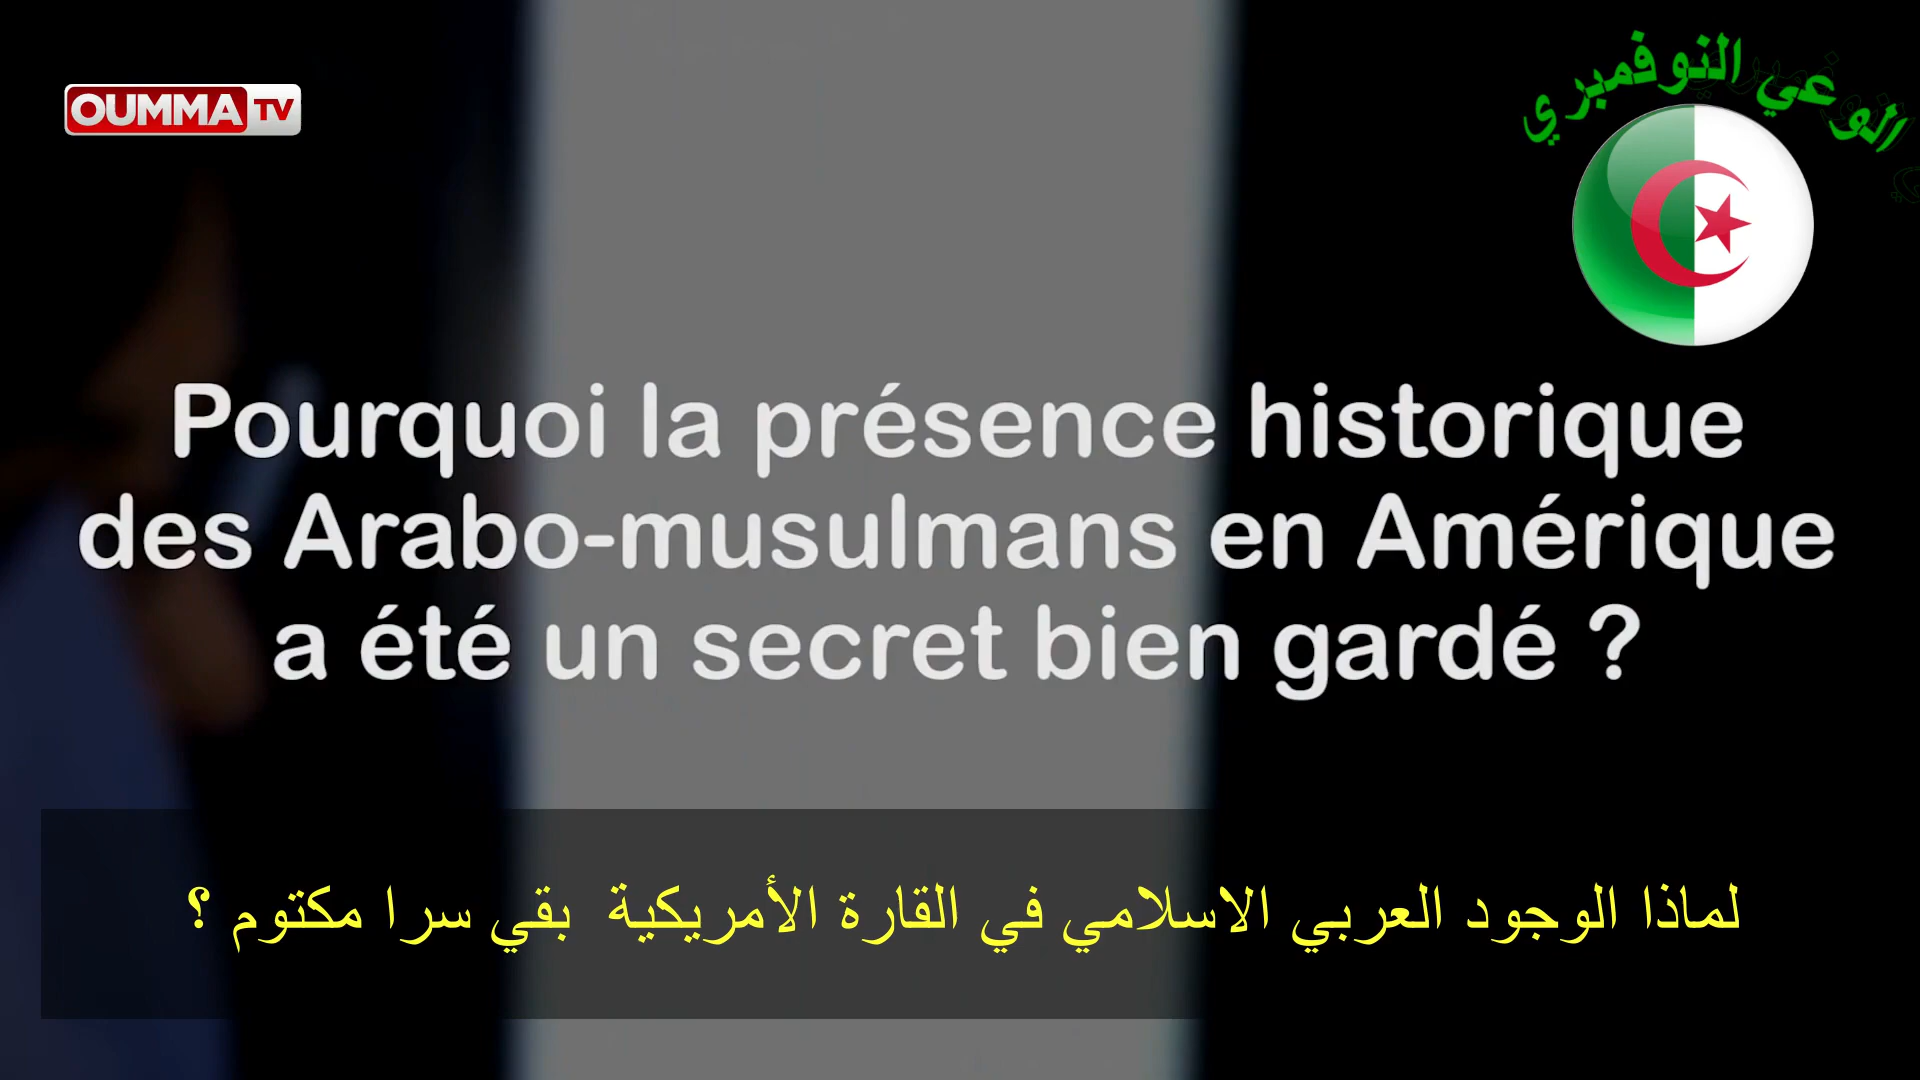 OUMMA TV
الوعي النوفمبري
Pourquoi la présence historique
des Arabo-musulmans en Amérique
a été un secret bien gardé ?
لماذا الوجود العربي الاسلامي في القارة الأمريكية بقي سرا مكتوم ؟